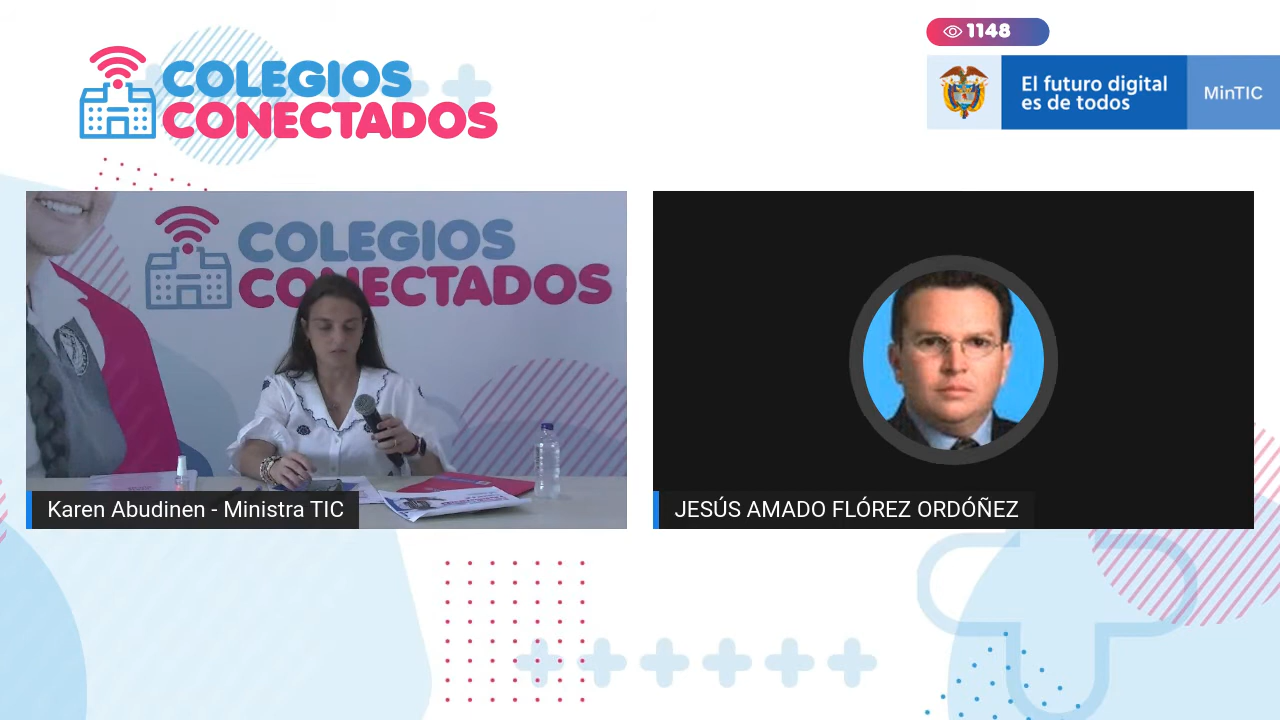 COLEGIOS
CONECTADOS
1148
El futuro digital
es de todos
MinTIC
COLEGIOS
CONECTADOS
Karen Abudinen - Ministra TIC
JESÚS AMADO FLÓREZ ORDÓÑEZ